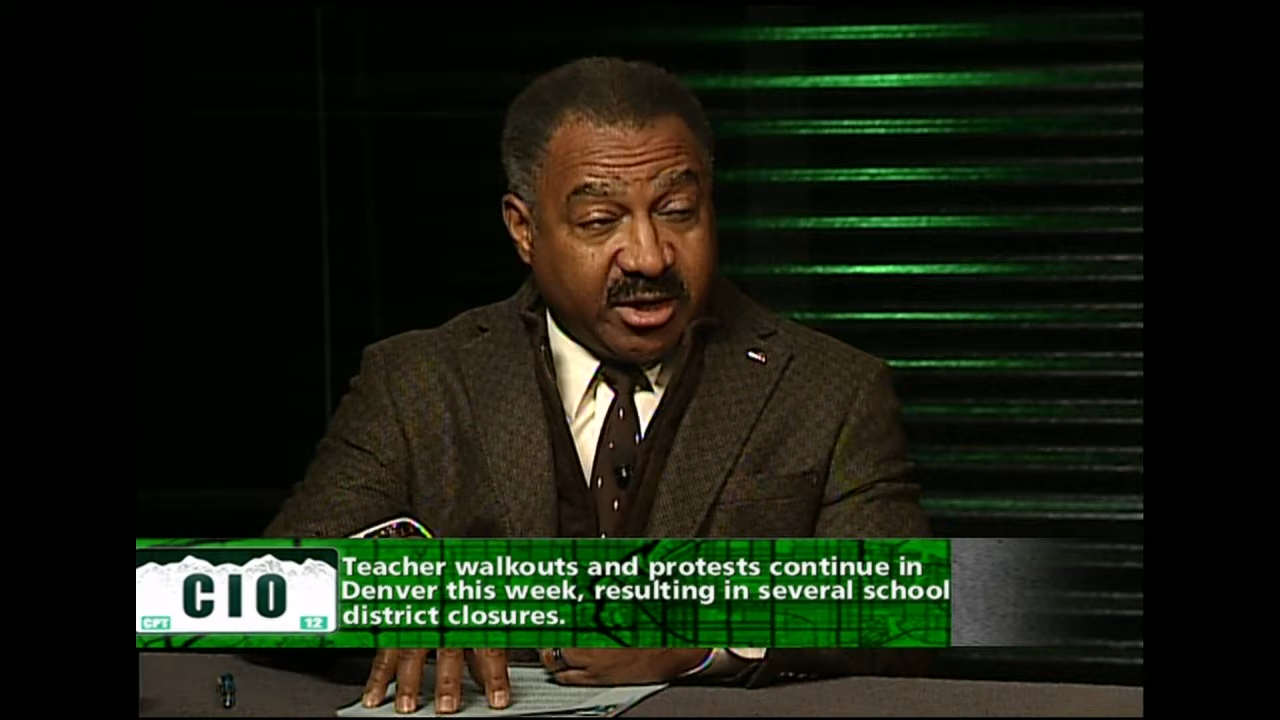 CIO
CPT 12
Teacher walkouts and protests continue in
Denver this week, resulting in several school
district closures.